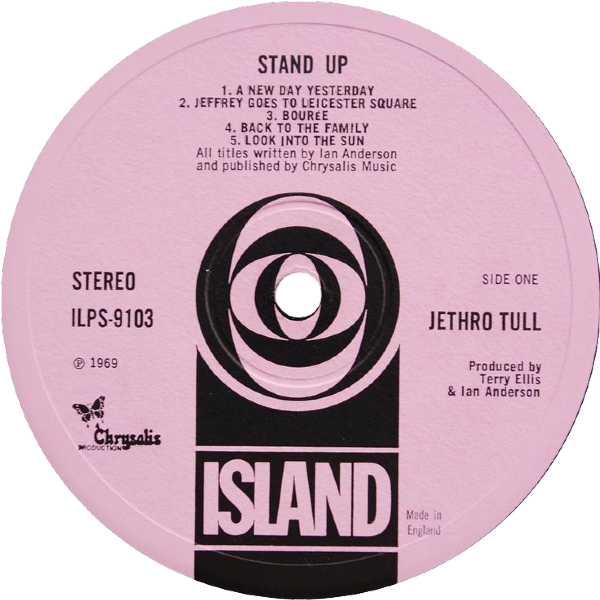 STAND UP
1. A NEW DAY YESTERDAY
2. JEFFREY GOES TO LEICESTER SQUARE
3. BOURÉE
4. BACK TO THE FAMILY
5. LOOK INTO THE SUN
All titles written by Ian Anderson
and published by Chrysalis Music
STEREO
ILPS-9103
℗ 1969
SIDE ONE
JETHRO TULL
Produced by
Terry Ellis
& Ian Anderson
Chrysalis
PRODUCTION
ISLAND
Made in
England